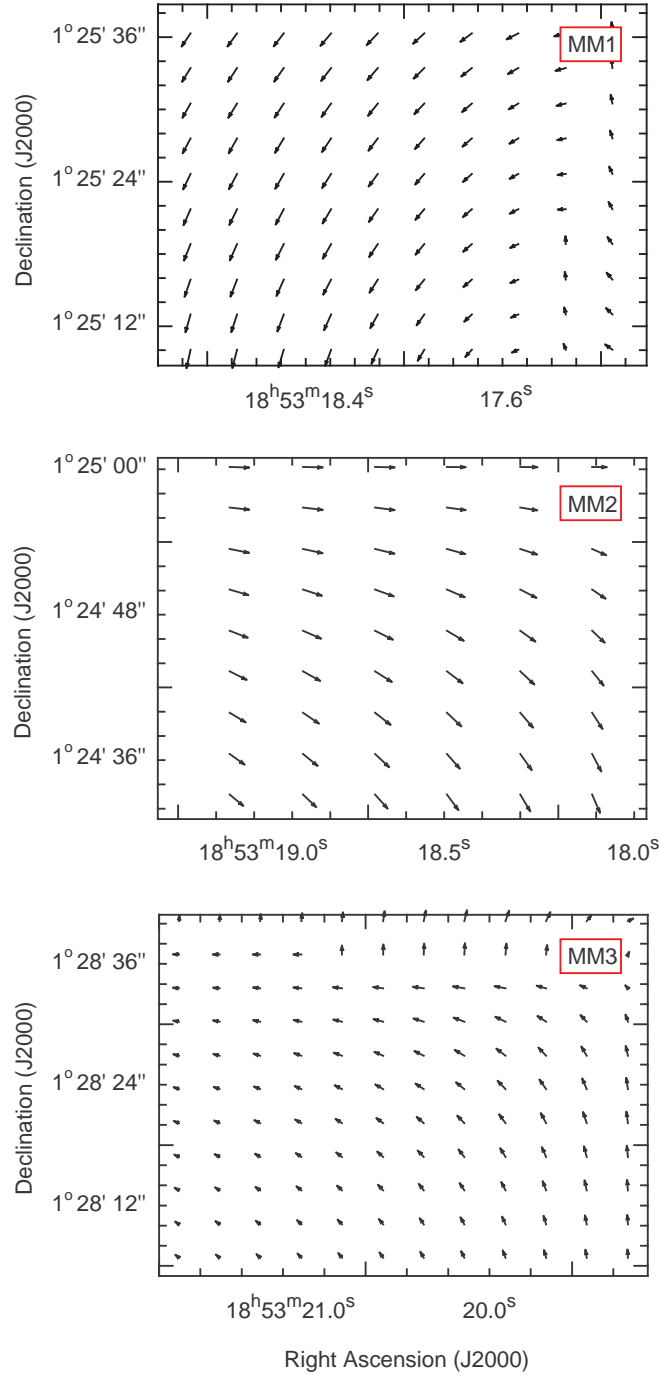 1° 25' 36"
MM1
1° 25' 24"
1° 25' 12"
Declination (J2000)
18ʰ53ᵐ18.4ˢ 17.6ˢ
1° 25' 00"
MM2
1° 24' 48"
1° 24' 36"
Declination (J2000)
18ʰ53ᵐ19.0ˢ 18.5ˢ 18.0ˢ
1° 28' 36"
MM3
1° 28' 24"
1° 28' 12"
Declination (J2000)
18ʰ53ᵐ21.0ˢ 20.0ˢ
Right Ascension (J2000)